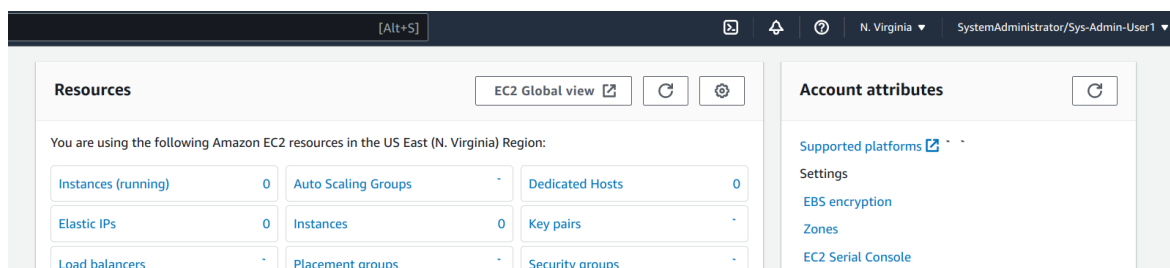 [Alt+S] N. Virginia ▼ SystemAdministrator/Sys-Admin-User1 ▼
Resources EC2 Global view
You are using the following Amazon EC2 resources in the US East (N. Virginia) Region:
Instances (running) 0 Auto Scaling Groups - Dedicated Hosts 0
Elastic IPs 0 Instances 0 Key pairs -
Load balancers - Placement groups - Security groups -
Account attributes
Supported platforms - -
Settings
EBS encryption
Zones
EC2 Serial Console